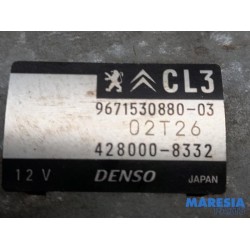 CL3
9671530880-03
02T26
428000-8332
12 V DENSO JAPAN
MARESIA